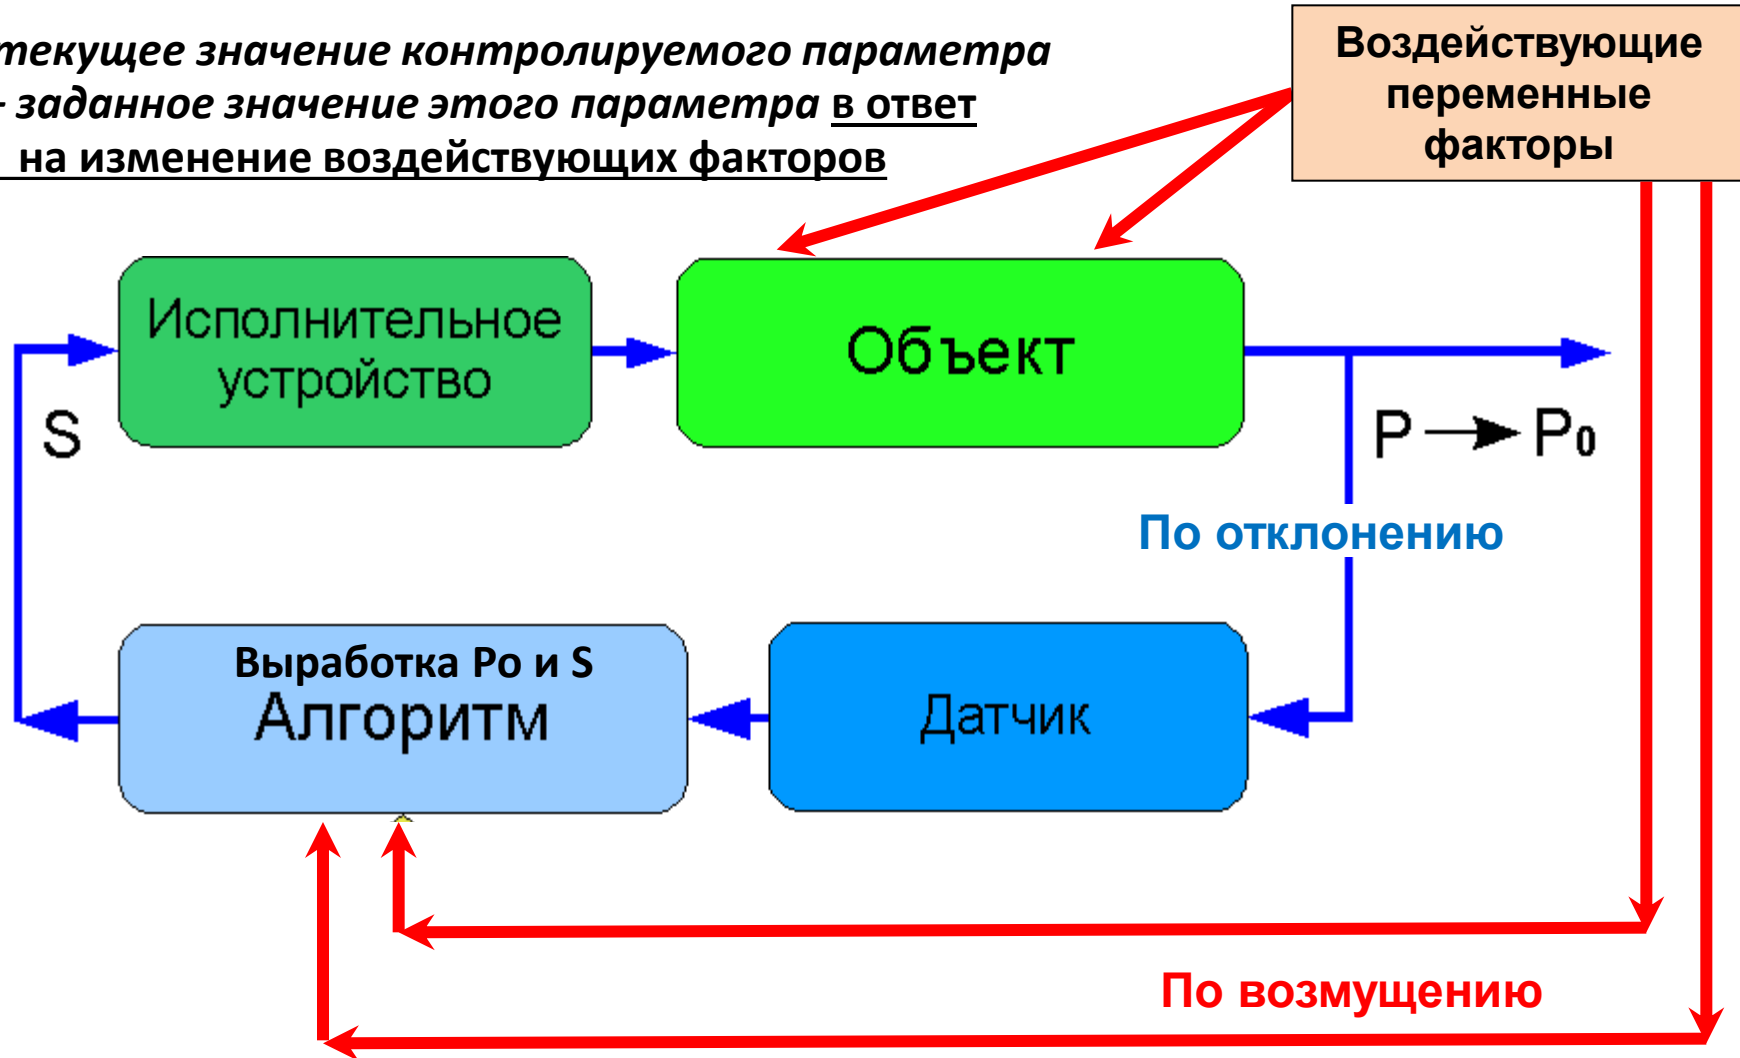 текущее значение контролируемого параметра
- заданное значение этого параметра в ответ
на изменение воздействующих факторов
Воздействующие
переменные
факторы
Исполнительное
устройство
Объект
S
P → P₀
По отклонению
Выработка Ро и S
Алгоритм
Датчик
По возмущению